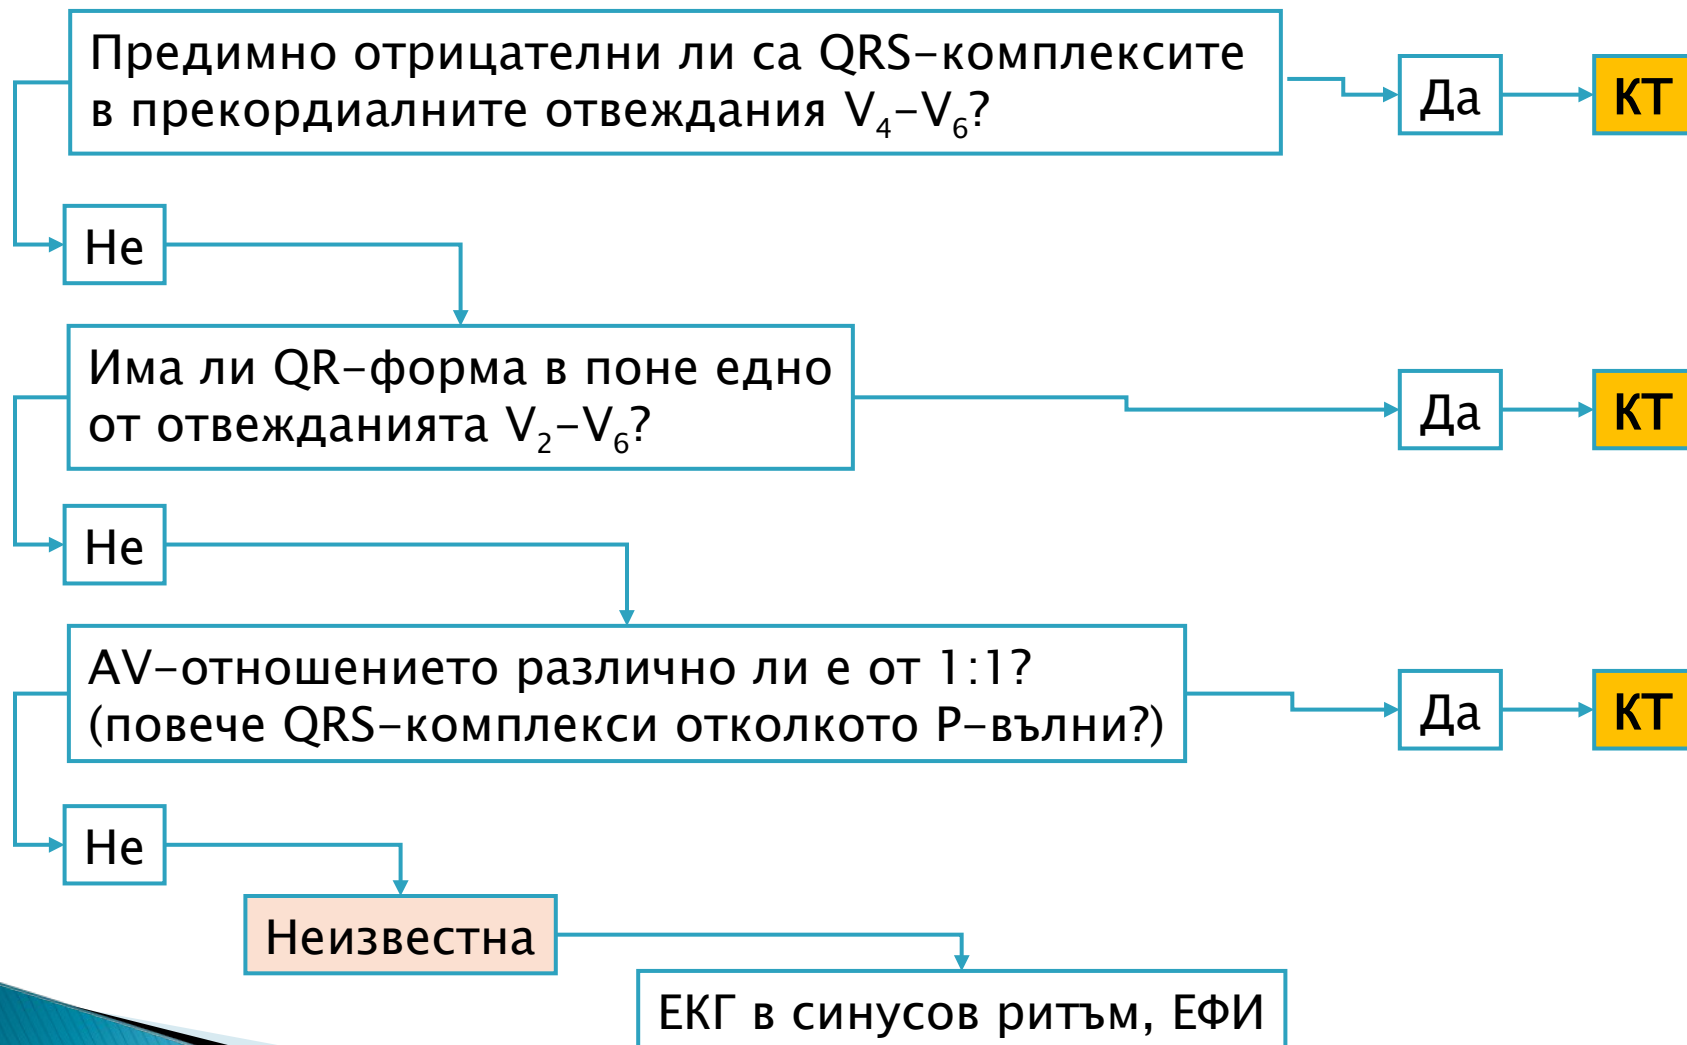 Предимно отрицателни ли са QRS-комплексите
в прекордиалните отвеждания V₄-V₆?
Да
КТ
Не
Има ли QR-форма в поне едно
от отвежданията V₂-V₆?
Да
КТ
Не
AV-отношението различно ли е от 1:1?
(повече QRS-комплекси отколкото P-вълни?)
Да
КТ
Не
Неизвестна
ЕКГ в синусов ритъм, ЕФИ